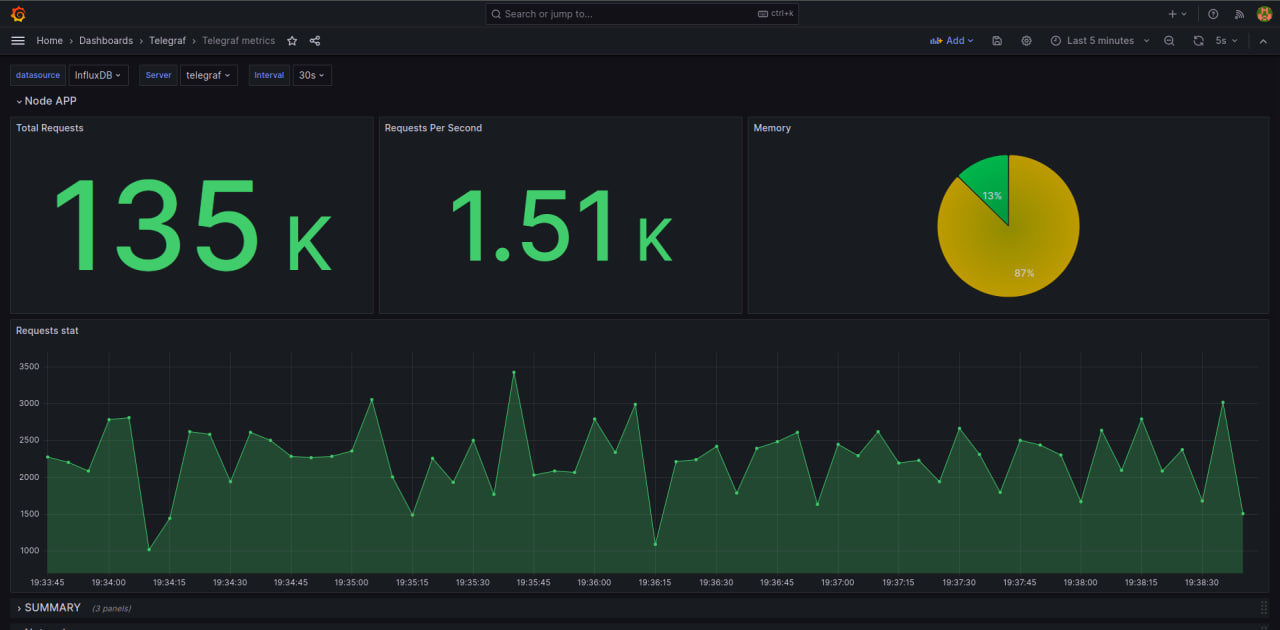 Search or jump to... ctrl+k
Home › Dashboards › Telegraf › Telegraf metrics Add Last 5 minutes 5s
datasource InfluxDB Server telegraf Interval 30s
Node APP
Total Requests
135 K
Requests Per Second
1.51 K
Memory
13%
87%
Requests stat
3500
3000
2500
2000
1500
1000
19:33:45 19:34:00 19:34:15 19:34:30 19:34:45 19:35:00 19:35:15 19:35:30 19:35:45 19:36:00 19:36:15 19:36:30 19:36:45 19:37:00 19:37:15 19:37:30 19:37:45 19:38:00 19:38:15 19:38:30
SUMMARY (3 panels)